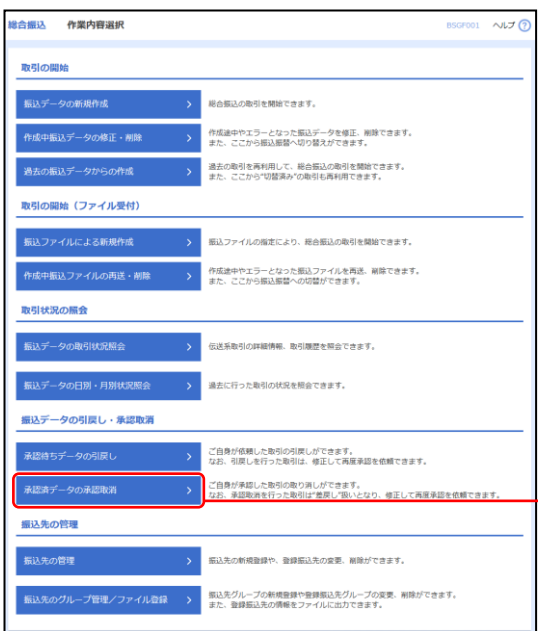 総合振込 作業内容選択 BSGF001 ヘルプ ?
取引の開始
振込データの新規作成 > 総合振込の取引を開始できます。
作成中振込データの修正・削除 > 作成途中やエラーとなった振込データを修正、削除できます。
また、ここから振込振替へ切り替えができます。
過去の振込データからの作成 > 過去の取引を再利用して、総合振込の取引を開始できます。
また、ここから“切替済み”の取引も再利用できます。
取引の開始（ファイル受付）
振込ファイルによる新規作成 > 振込ファイルの指定により、総合振込の取引を開始できます。
作成中振込ファイルの再送・削除 > 作成途中やエラーとなった振込ファイルを再送、削除できます。
また、ここから振込振替への切替ができます。
取引状況の照会
振込データの取引状況照会 > 伝送系取引の詳細情報、取引履歴を照会できます。
振込データの日別・月別状況照会 > 過去に行った取引の状況を照会できます。
振込データの引戻し・承認取消
承認待ちデータの引戻し > ご自身が依頼した取引の引戻しができます。
なお、引戻しを行った取引は、修正して再度承認を依頼できます。
承認済データの承認取消 > ご自身が承認した取引の取り消しができます。
なお、承認取消を行った取引は“差戻し”扱いとなり、修正して再度承認を依頼できます。
振込先の管理
振込先の管理 > 振込先の新規登録や、登録振込先の変更、削除ができます。
振込先のグループ管理／ファイル登録 > 振込先グループの新規登録や登録振込先グループの変更、削除ができます。
また、登録振込先の情報をファイルに出力できます。